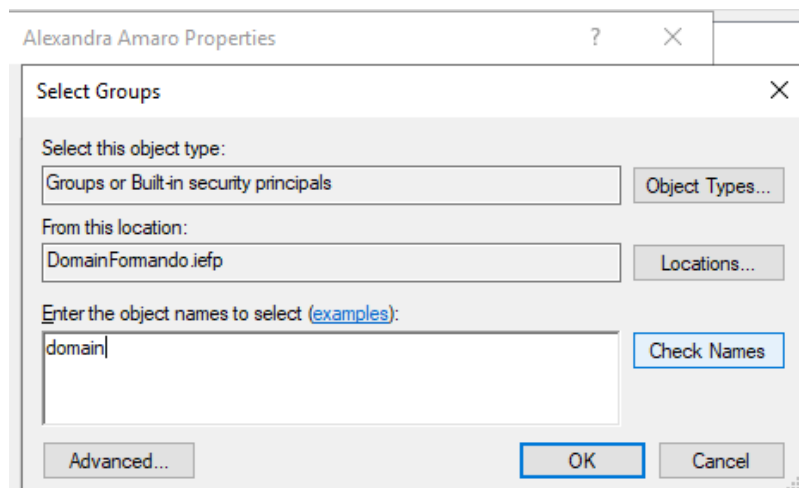 Alexandra Amaro Properties ?
Select Groups
Select this object type:
Groups or Built-in security principals
Object Types...
From this location:
DomainFormando.iefp
Locations...
Enter the object names to select (examples):
domain
Check Names
Advanced...
OK
Cancel